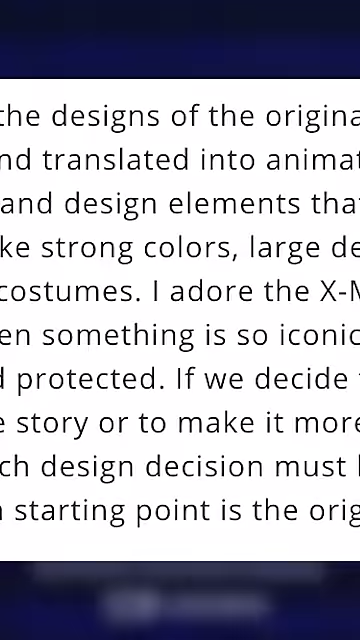 the designs of the origina
nd translated into animat
and design elements that
ke strong colors, large de
costumes. I adore the X-M
en something is so iconic
d protected. If we decide t
e story or to make it more
ch design decision must b
n starting point is the orig